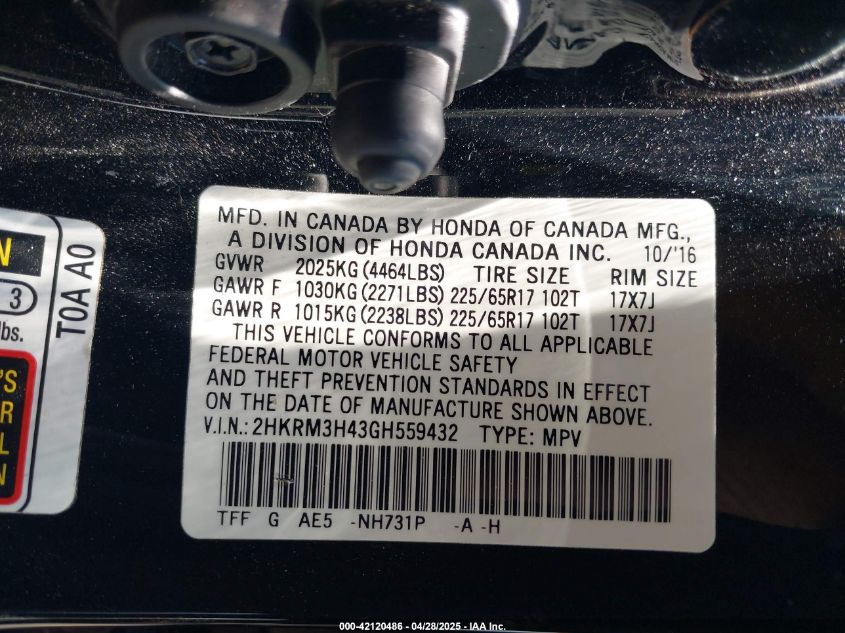 MFD. IN CANADA BY HONDA OF CANADA MFG.,
A DIVISION OF HONDA CANADA INC. 10/'16
GVWR 2025KG (4464LBS) TIRE SIZE RIM SIZE
GAWR F 1030KG (2271LBS) 225/65R17 102T 17X7J
GAWR R 1015KG (2238LBS) 225/65R17 102T 17X7J
THIS VEHICLE CONFORMS TO ALL APPLICABLE
FEDERAL MOTOR VEHICLE SAFETY
AND THEFT PREVENTION STANDARDS IN EFFECT
ON THE DATE OF MANUFACTURE SHOWN ABOVE.
V.I.N.: 2HKRM3H43GH559432 TYPE: MPV
TFF G AE5 -NH731P -A -H
N
3
lbs.
'S
R
L
N
T0A A0
000-42120486 - 04/28/2025 - IAA Inc.